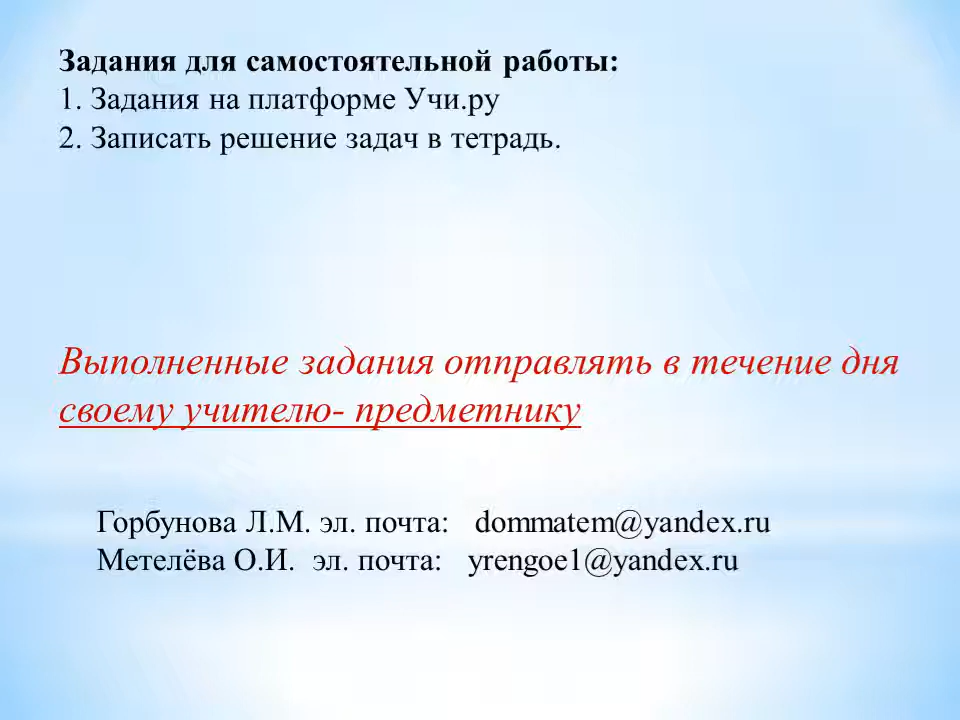 Задания для самостоятельной работы:
1. Задания на платформе Учи.ру
2. Записать решение задач в тетрадь.
Выполненные задания отправлять в течение дня
своему учителю- предметнику
Горбунова Л.М. эл. почта: dommatem@yandex.ru
Метелёва О.И. эл. почта: yrengoe1@yandex.ru